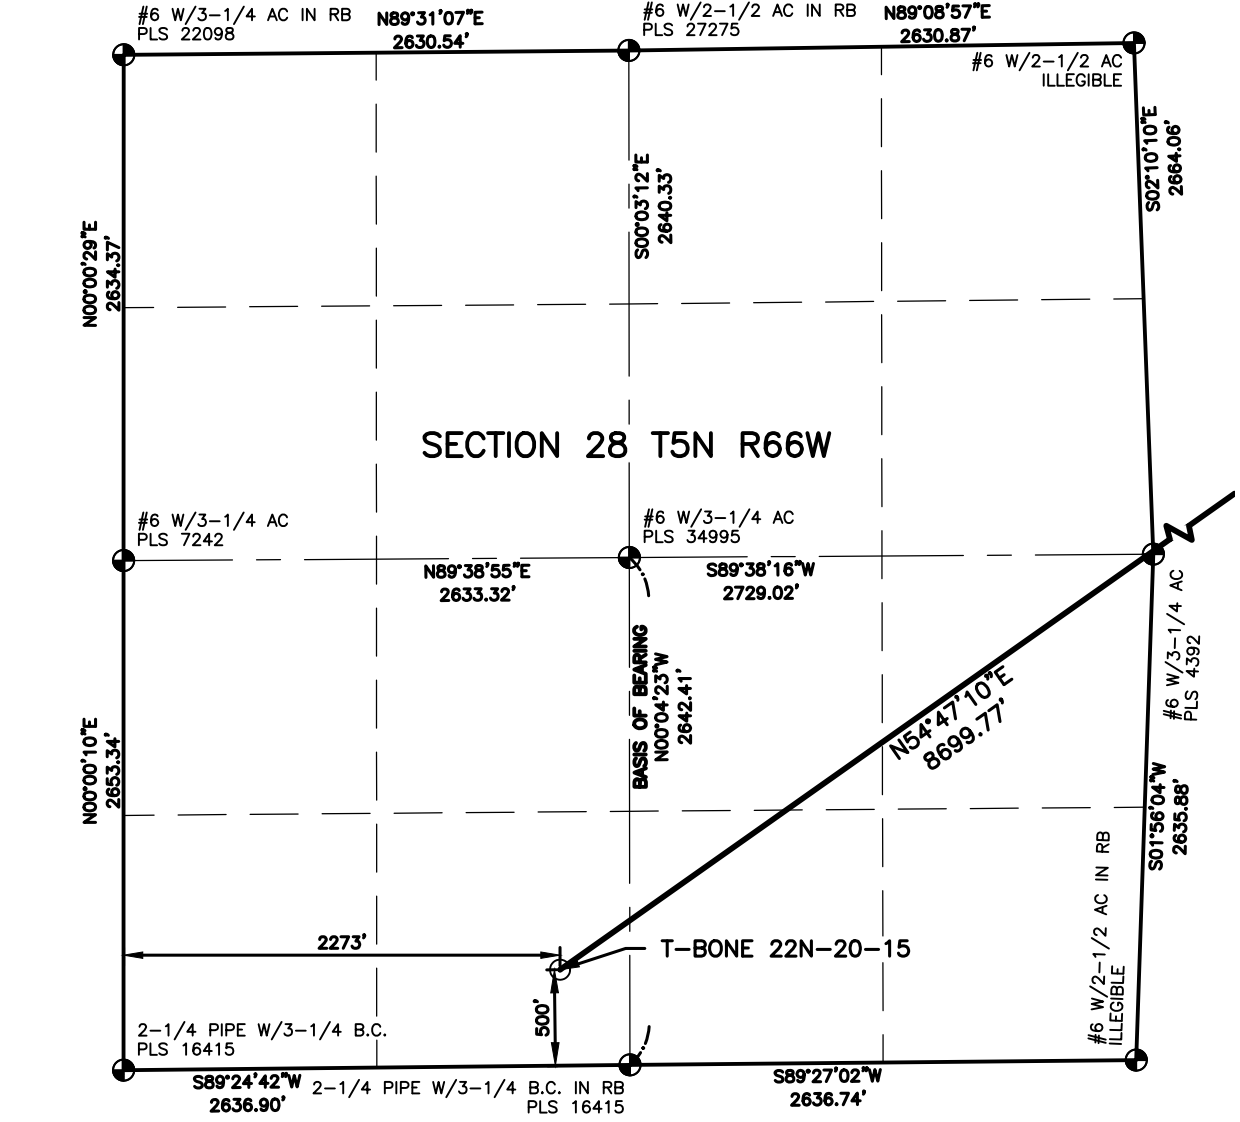 #6 W/3-1/4 AC IN RB
PLS 22098
N89°31'07"E
2630.54'
#6 W/2-1/2 AC IN RB
PLS 27275
N89°08'57"E
2630.87'
#6 W/2-1/2 AC
ILLEGIBLE
S02°10'10"E
2664.06'
S00°03'12"E
2640.33'
N00°00'29"E
2634.37'
SECTION 28 T5N R66W
#6 W/3-1/4 AC
PLS 7242
#6 W/3-1/4 AC
PLS 34995
N89°38'55"E
2633.32'
S89°38'16"W
2729.02'
#6 W/3-1/4 AC
PLS 4392
BASIS OF BEARING
N00°04'23"W
2642.41'
N54°47'10"E
8699.77'
N00°00'10"E
2653.34'
S01°56'04"W
2635.88'
#6 W/2-1/2 AC IN RB
ILLEGIBLE
2273'
T-BONE 22N-20-15
500'
2-1/4 PIPE W/3-1/4 B.C.
PLS 16415
S89°24'42"W
2636.90'
2-1/4 PIPE W/3-1/4 B.C. IN RB
PLS 16415
S89°27'02"W
2636.74'